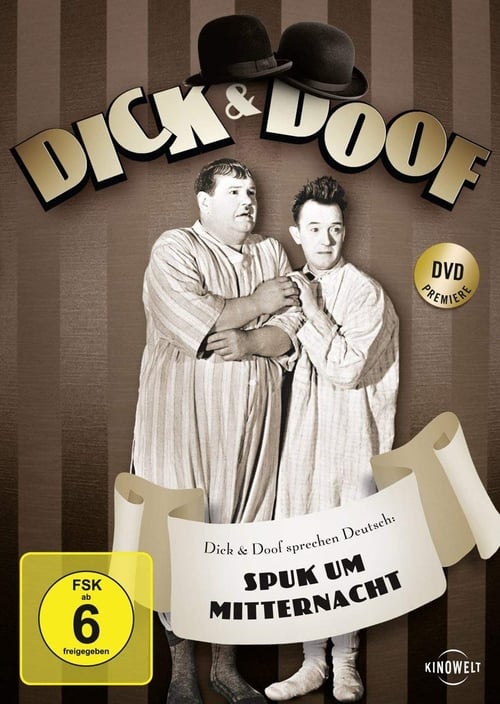 DICK & DOOF
DVD
PREMIERE
Dick & Doof sprechen Deutsch:
SPUK UM
MITTERNACHT
FSK
ab
6
freigegeben
KINOWELT